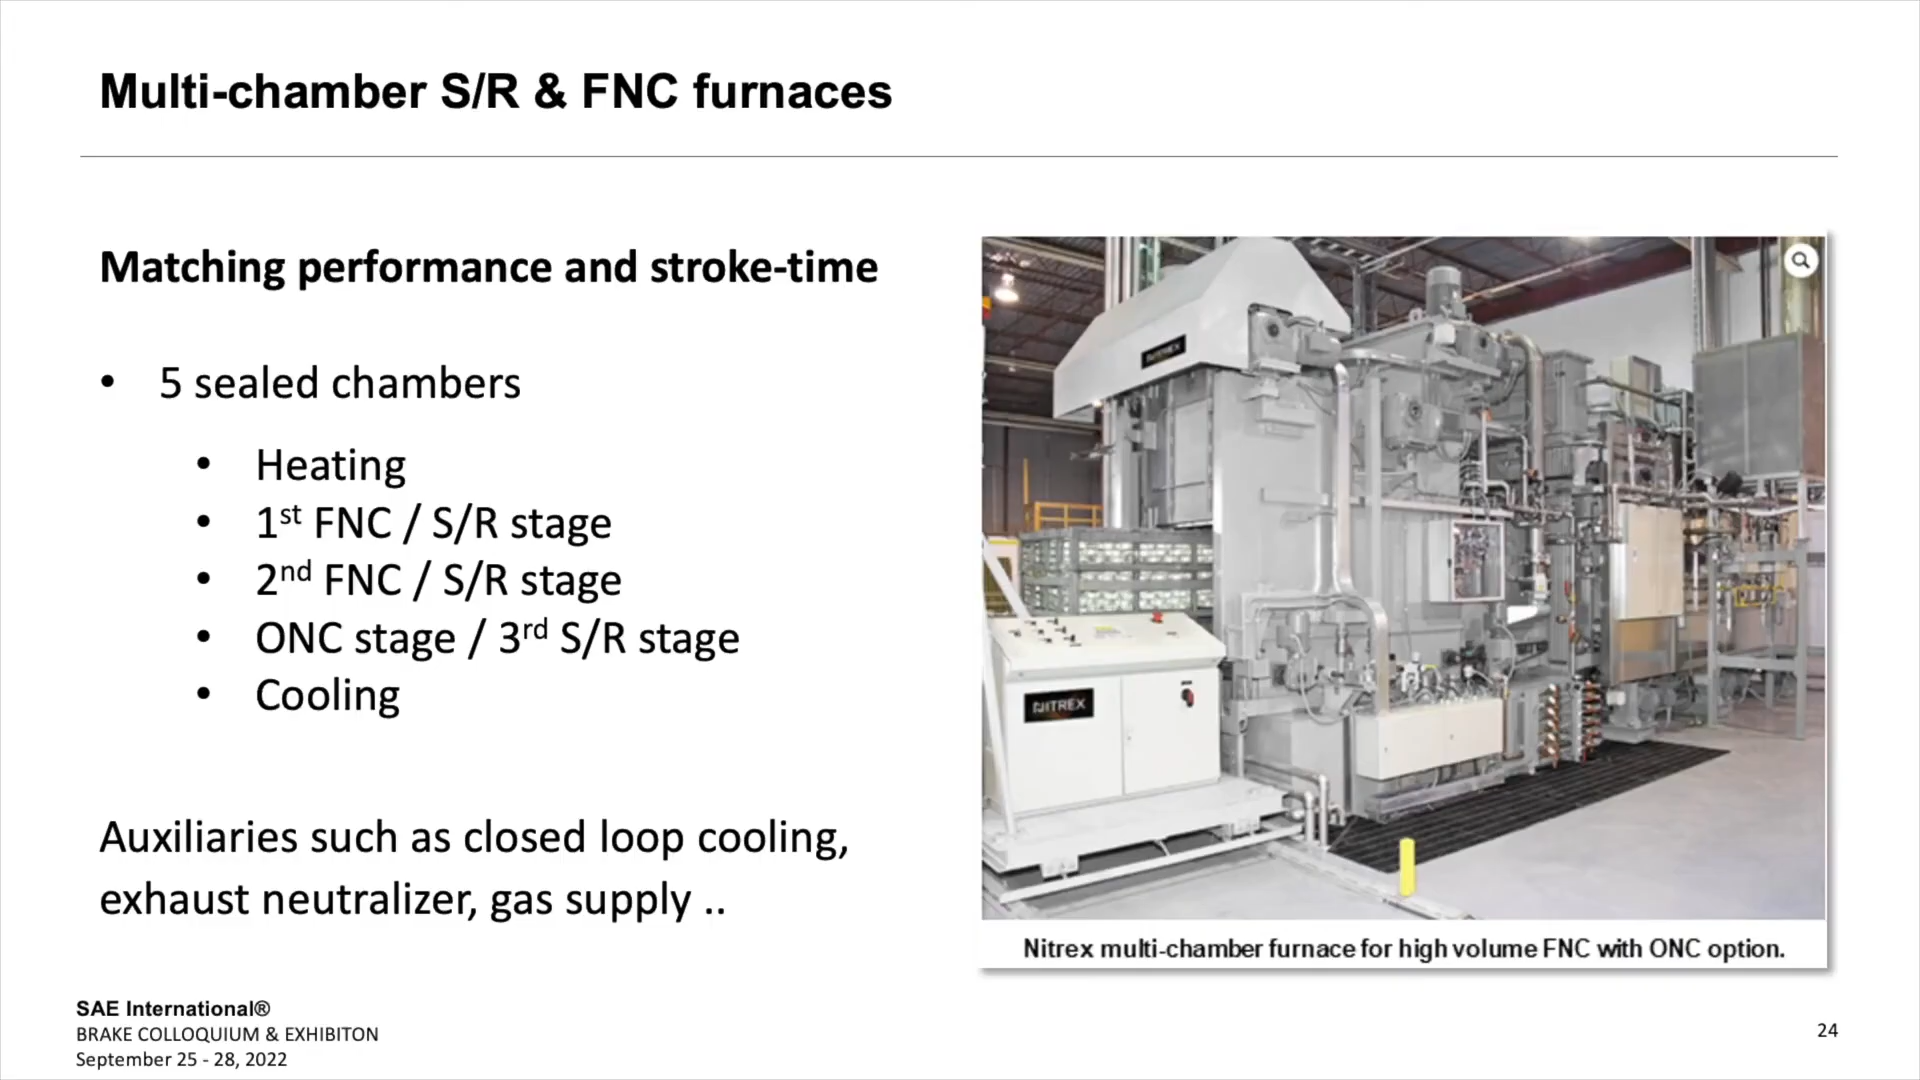 Multi-chamber S/R & FNC furnaces
Matching performance and stroke-time
• 5 sealed chambers
• Heating
• 1st FNC / S/R stage
• 2nd FNC / S/R stage
• ONC stage / 3rd S/R stage
• Cooling
Auxiliaries such as closed loop cooling,
exhaust neutralizer, gas supply ..
NITREX
NITREX
Nitrex multi-chamber furnace for high volume FNC with ONC option.
SAE International®
BRAKE COLLOQUIUM & EXHIBITON
September 25 - 28, 2022
24